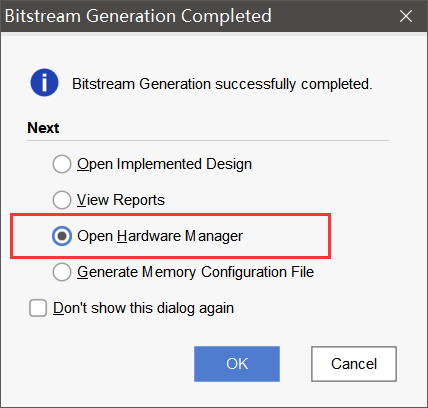 Bitstream Generation Completed
Bitstream Generation successfully completed.
Next
Open Implemented Design
View Reports
Open Hardware Manager
Generate Memory Configuration File
Don't show this dialog again
OK
Cancel